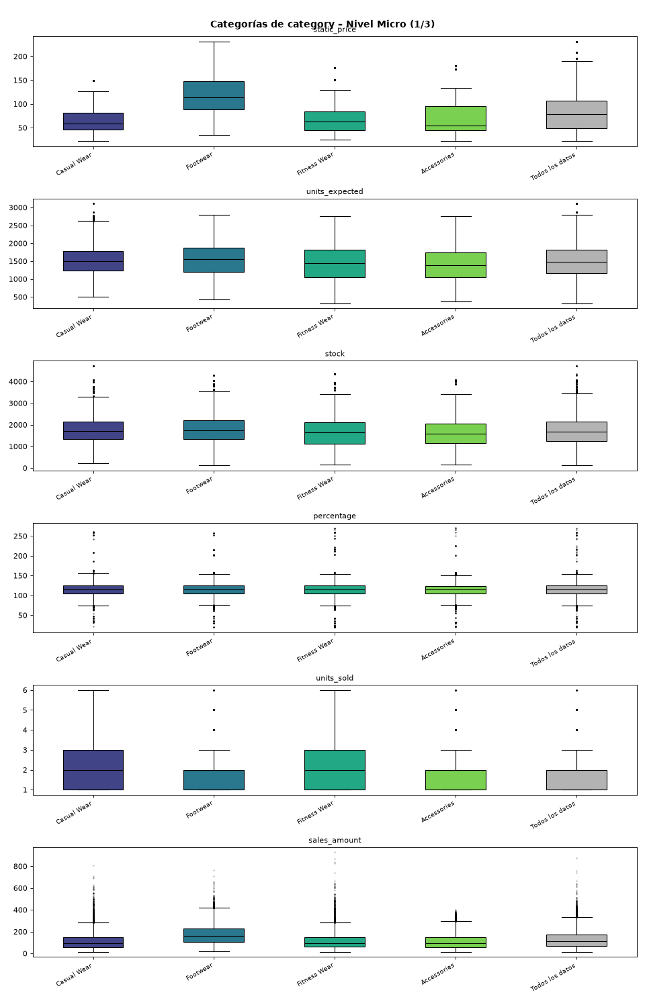 Categorías de category – Nivel Micro (1/3)
static_price
200
150
100
50
Casual Wear
Footwear
Fitness Wear
Accessories
Todos los datos
units_expected
3000
2500
2000
1500
1000
500
Casual Wear
Footwear
Fitness Wear
Accessories
Todos los datos
stock
4000
3000
2000
1000
0
Casual Wear
Footwear
Fitness Wear
Accessories
Todos los datos
percentage
250
200
150
100
50
Casual Wear
Footwear
Fitness Wear
Accessories
Todos los datos
units_sold
6
5
4
3
2
1
Casual Wear
Footwear
Fitness Wear
Accessories
Todos los datos
sales_amount
800
600
400
200
0
Casual Wear
Footwear
Fitness Wear
Accessories
Todos los datos